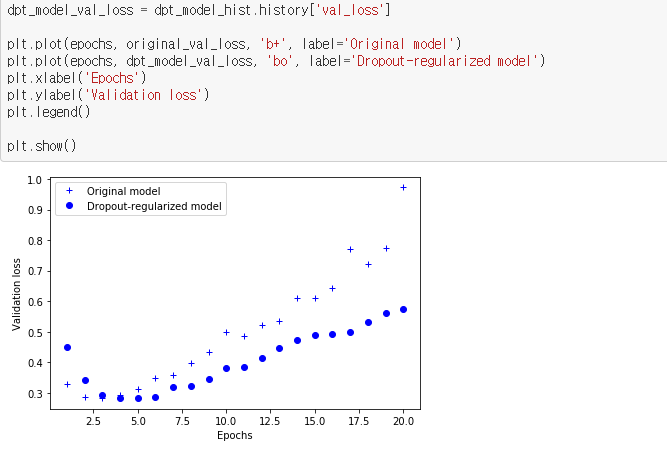 dpt_model_val_loss = dpt_model_hist.history['val_loss']
plt.plot(epochs, original_val_loss, 'b+', label='Original model')
plt.plot(epochs, dpt_model_val_loss, 'bo', label='Dropout-regularized model')
plt.xlabel('Epochs')
plt.ylabel('Validation loss')
plt.legend()
plt.show()
Original model
Dropout-regularized model
1.0
0.9
0.8
0.7
0.6
0.5
0.4
0.3
Validation loss
2.5 5.0 7.5 10.0 12.5 15.0 17.5 20.0
Epochs